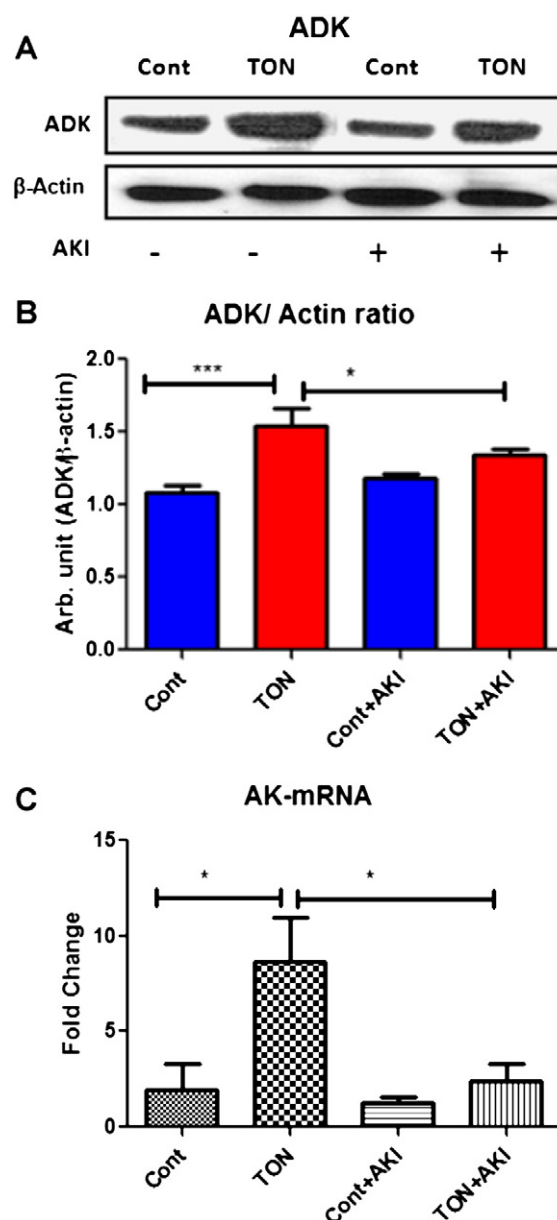 ADK
A
Cont TON Cont TON
ADK
β-Actin
AKI - - + +
B
ADK/ Actin ratio
2.0
1.5
1.0
0.5
0.0
Arb. unit (ADK/β-actin)
*** *
Cont TON Cont+AKI TON+AKI
C
AK-mRNA
15
10
5
0
Fold Change
* *
Cont TON Cont+AKI TON+AKI